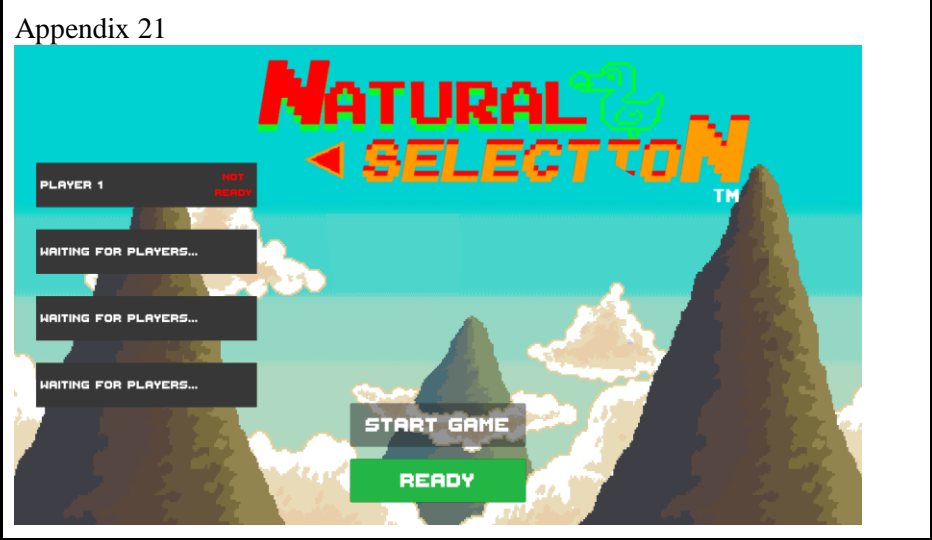 Appendix 21
NATURAL
SELECTION
TM
PLAYER 1
NOT
READY
WAITING FOR PLAYERS...
WAITING FOR PLAYERS...
WAITING FOR PLAYERS...
START GAME
READY